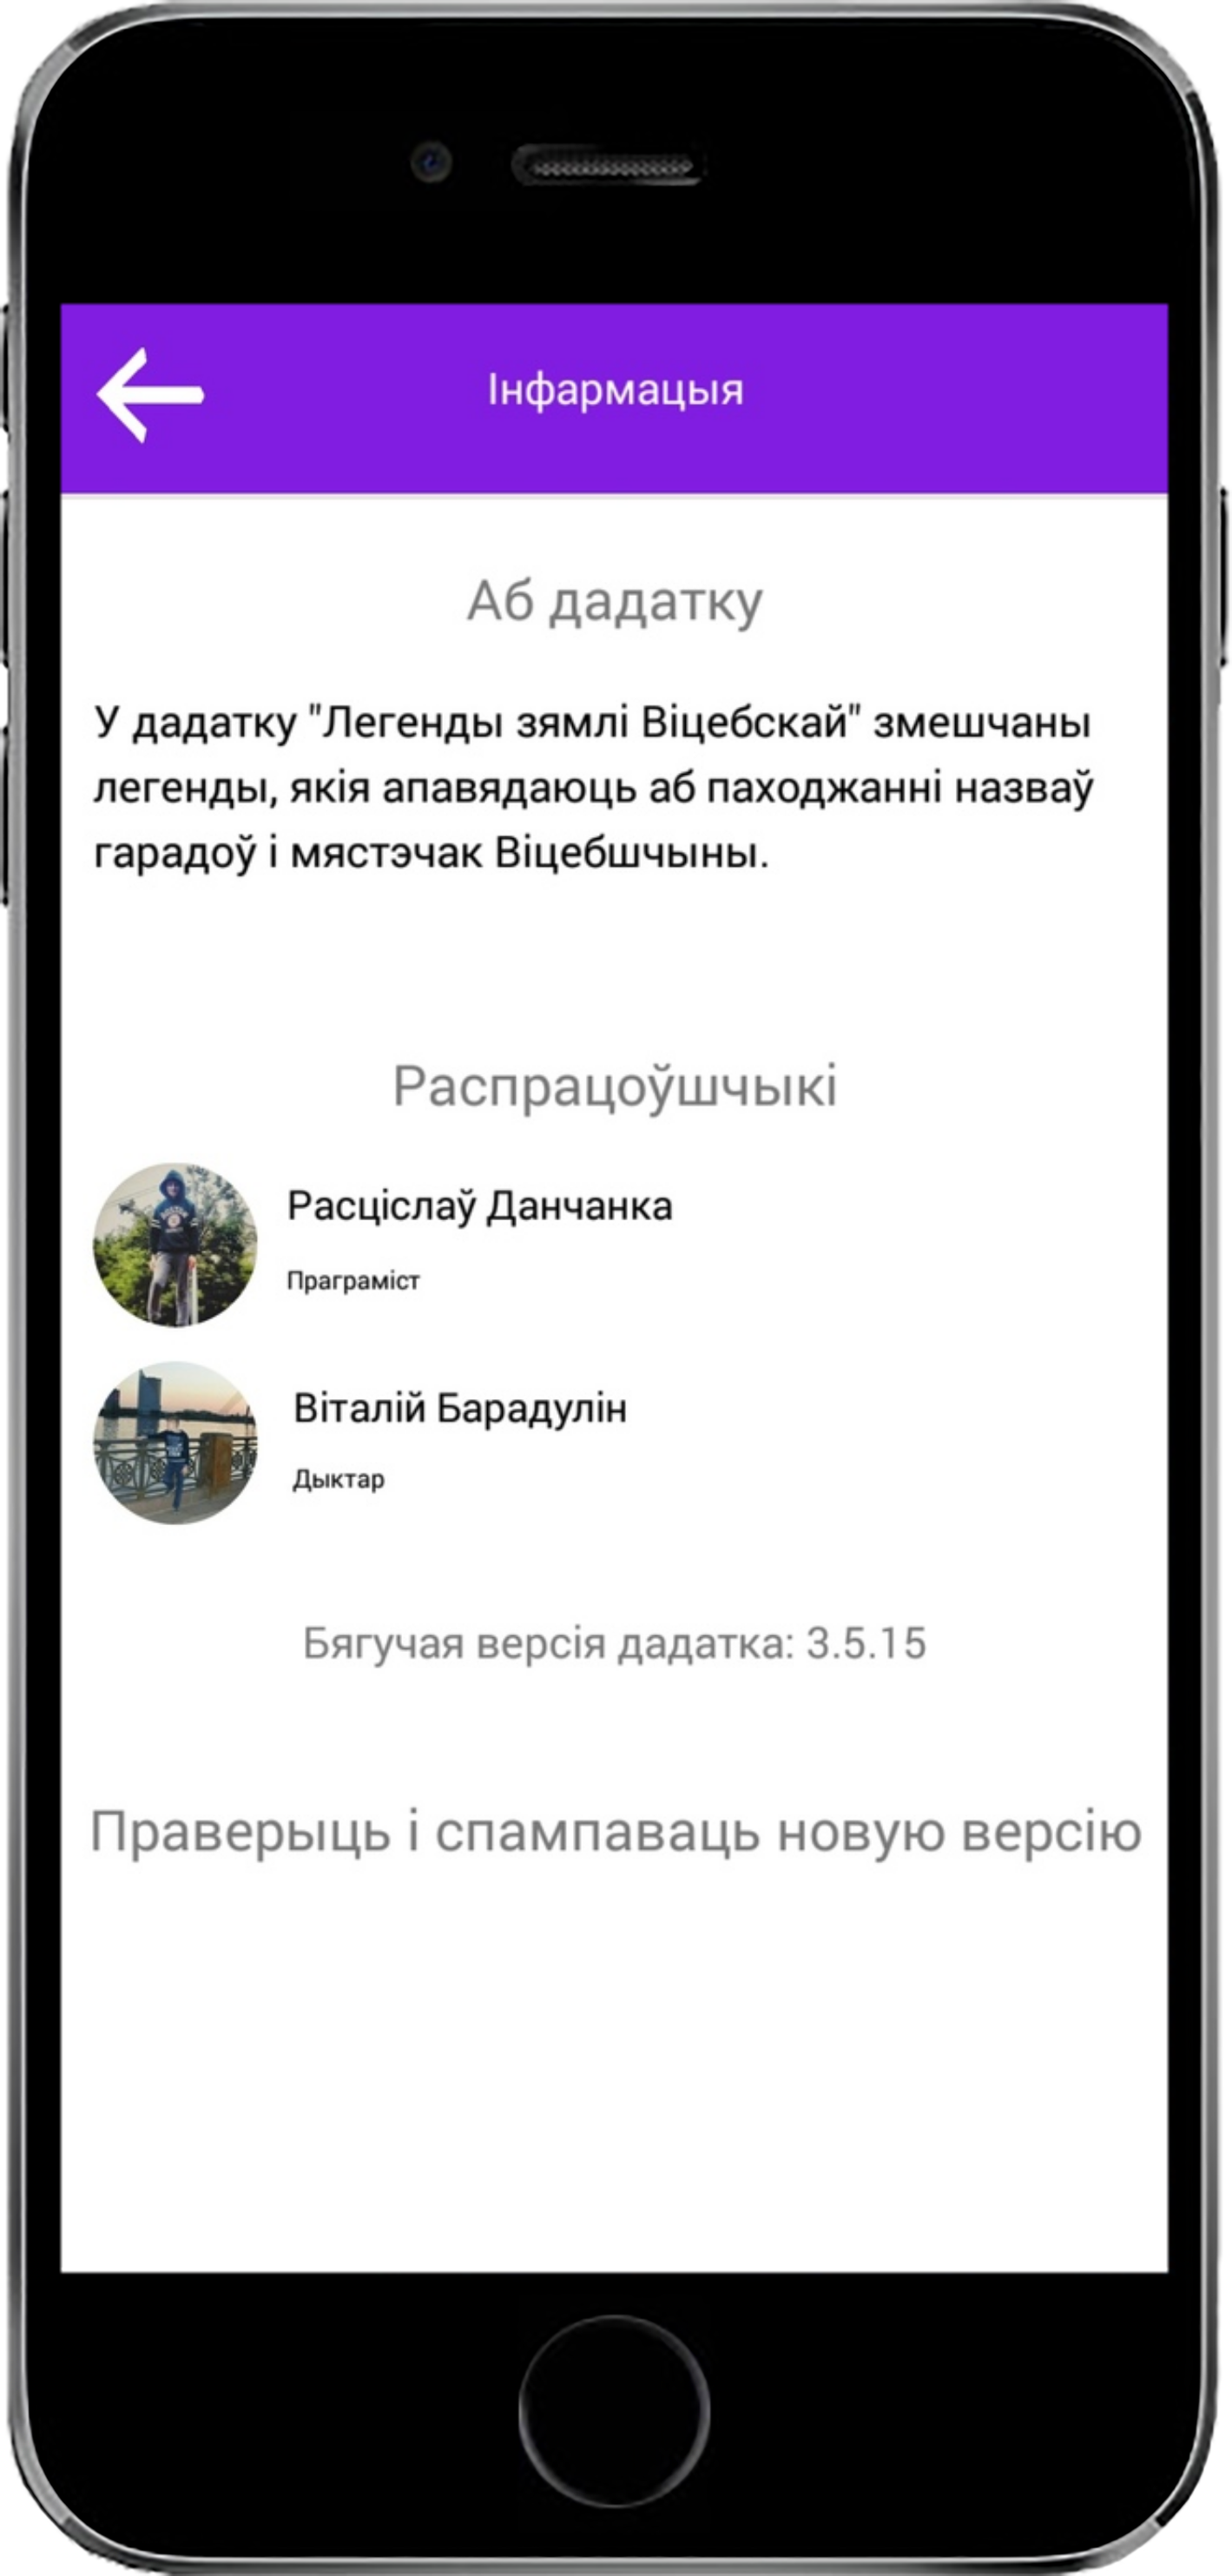 Інфармацыя
Аб дадатку
У дадатку "Легенды зямлі Віцебскай" змешчаны
легенды, якія апавядаюць аб паходжанні назваў
гарадоў і мястэчак Віцебшчыны.
Распрацоўшчыкі
Расціслаў Данчанка
Праграміст
Віталій Барадулін
Дыктар
Бягучая версія дадатка: 3.5.15
Праверыць і спампаваць новую версію